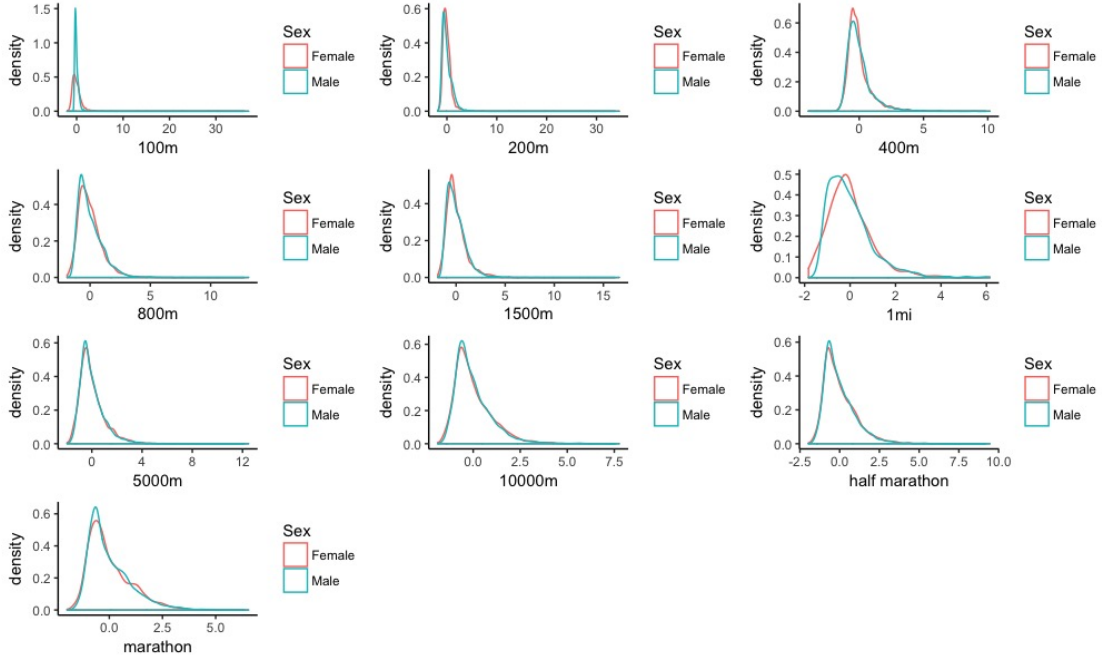 density
1.5
1.0
0.5
0.0
0 10 20 30
100m
Sex
Female
Male
density
0.6
0.4
0.2
0.0
0 10 20 30
200m
Sex
Female
Male
density
0.6
0.4
0.2
0.0
0 5 10
400m
Sex
Female
Male
density
0.4
0.2
0.0
0 5 10
800m
Sex
Female
Male
density
0.4
0.2
0.0
0 5 10 15
1500m
Sex
Female
Male
density
0.5
0.4
0.3
0.2
0.1
0.0
-2 0 2 4 6
1mi
Sex
Female
Male
density
0.6
0.4
0.2
0.0
0 4 8 12
5000m
Sex
Female
Male
density
0.6
0.4
0.2
0.0
0.0 2.5 5.0 7.5
10000m
Sex
Female
Male
density
0.6
0.4
0.2
0.0
-2.5 0.0 2.5 5.0 7.5 10.0
half marathon
Sex
Female
Male
density
0.6
0.4
0.2
0.0
0.0 2.5 5.0
marathon
Sex
Female
Male